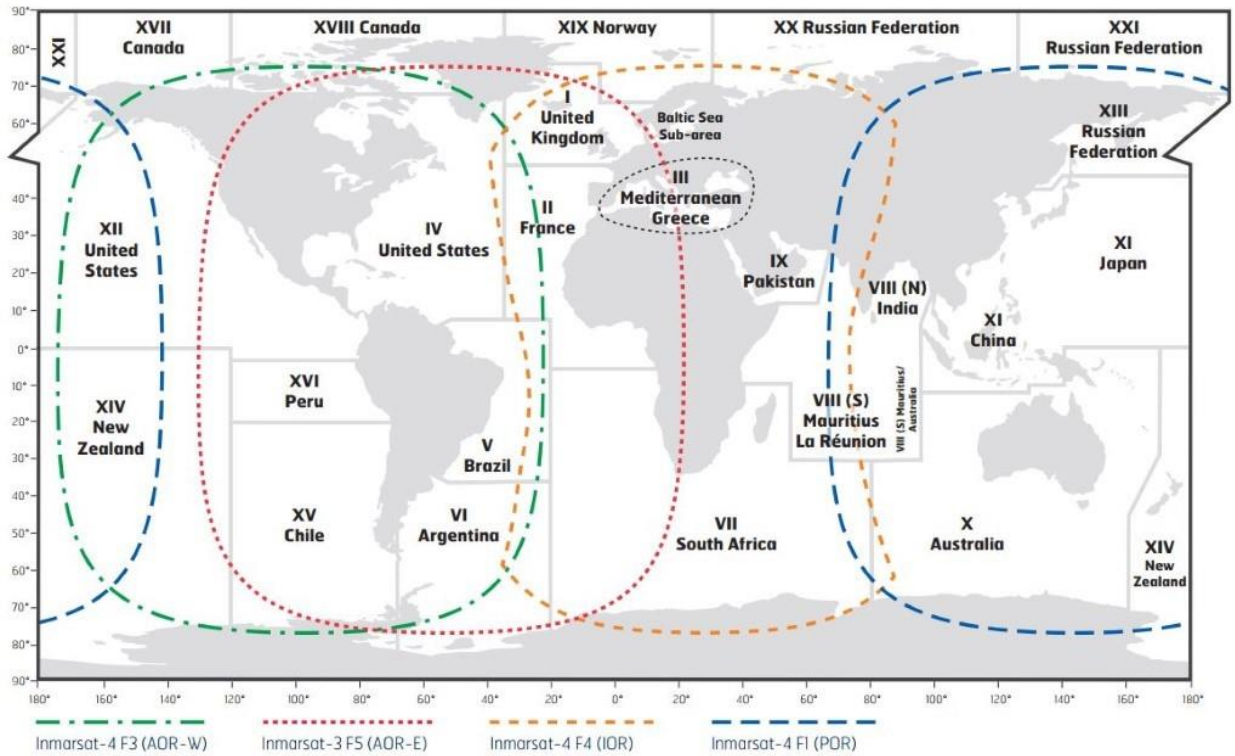 90°
80°
70°
60°
40°
30°
20°
10°
0°
10°
20°
30°
40°
50°
60°
70°
80°
90°
XXI
XVII
Canada
XVIII Canada
XIX Norway
XX Russian Federation
XXI
Russian Federation
I
United
Kingdom
Baltic Sea
Sub-area
XIII
Russian
Federation
III
Mediterranean
Greece
XII
United
States
IV
United States
II
France
IX
Pakistan
VIII (N)
India
XI
Japan
XI
China
XVI
Peru
XIV
New
Zealand
V
Brazil
VIII (S)
Mauritius
La Réunion
VIII (S) Mauritius/
Australia
XV
Chile
VI
Argentina
VII
South Africa
X
Australia
XIV
New
Zealand
180° 160° 140° 120° 100° 80° 60° 40° 20° 0° 20° 40° 60° 80° 100° 120° 140° 160° 180°
Inmarsat-4 F3 (AOR-W) Inmarsat-3 F5 (AOR-E) Inmarsat-4 F4 (IOR) Inmarsat-4 F1 (POR)